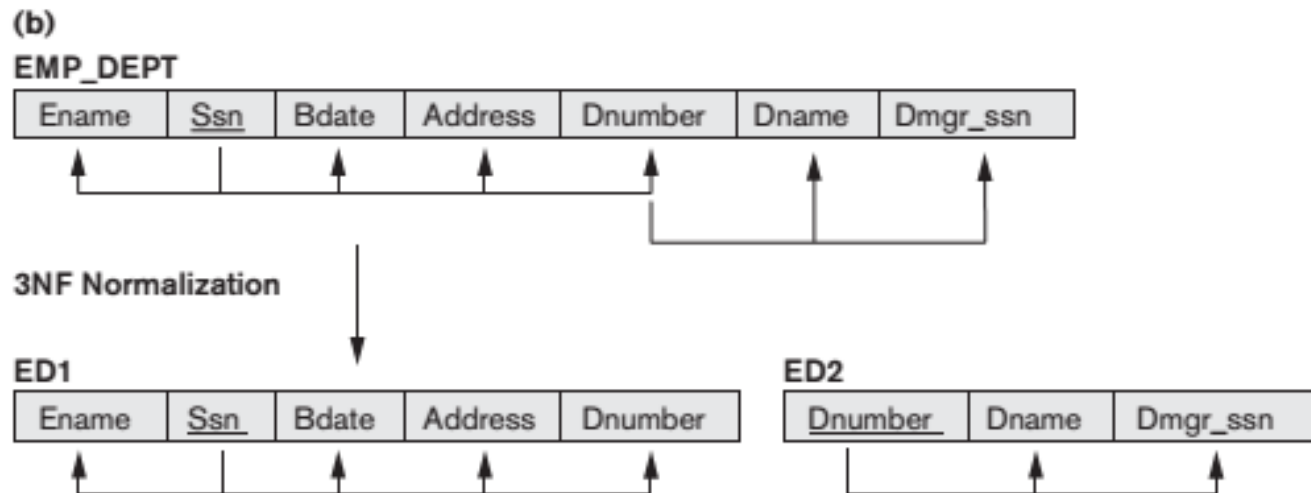 (b)
EMP_DEPT
Ename Ssn Bdate Address Dnumber Dname Dmgr_ssn
3NF Normalization
ED1 ED2
Ename Ssn Bdate Address Dnumber Dnumber Dname Dmgr_ssn